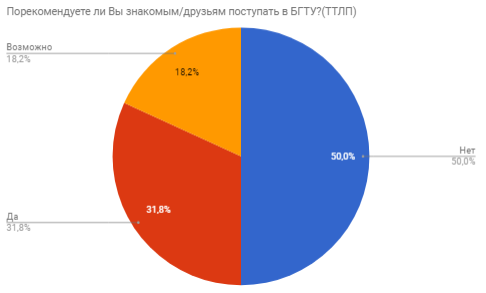 Порекомендуете ли Вы знакомым/друзьям поступать в БГТУ?(ТТЛП)
Возможно
18,2%
18,2%
50,0%
Нет
50,0%
31,8%
Да
31,8%